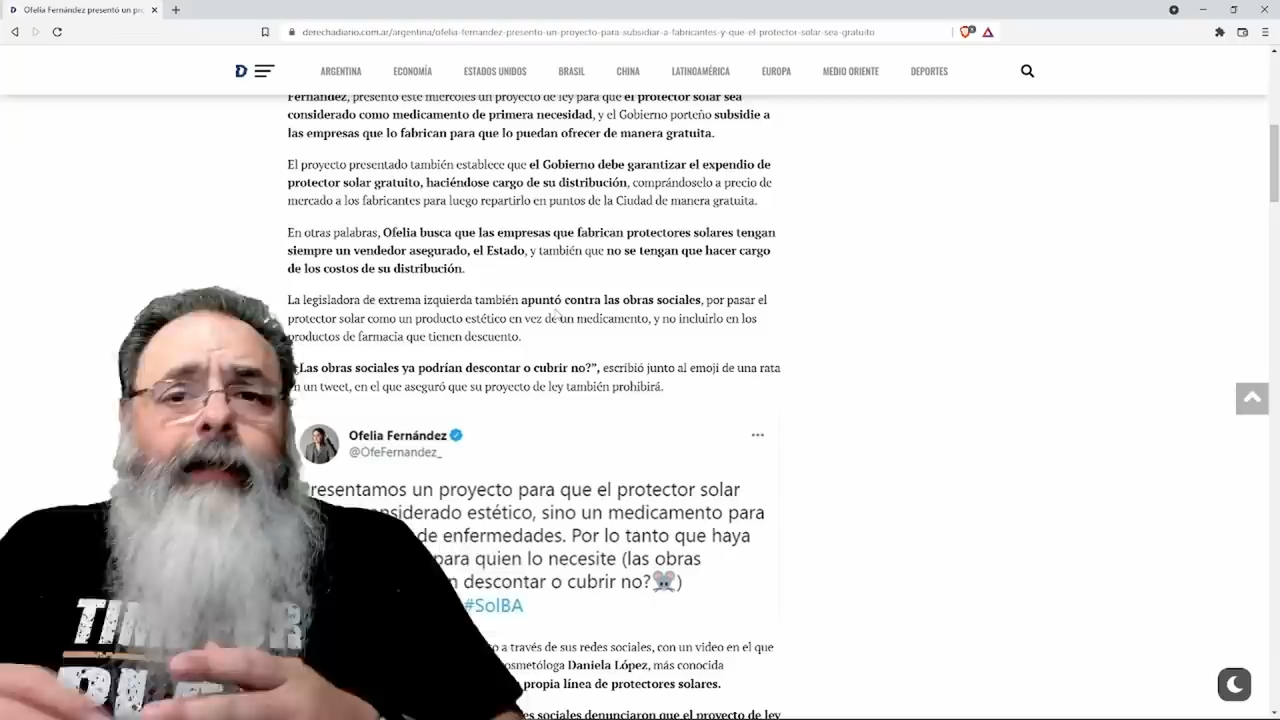 Ofelia Fernández presentó un pro
derechadiario.com.ar/argentina/ofelia-fernandez-presento-un-proyecto-para-subsidiar-a-fabricantes-y-que-el-protector-solar-sea-gratuito
ARGENTINA ECONOMÍA ESTADOS UNIDOS BRASIL CHINA LATINOAMÉRICA EUROPA MEDIO ORIENTE DEPORTES
Fernández, presentó este miércoles un proyecto de ley para que el protector solar sea
considerado como medicamento de primera necesidad, y el Gobierno porteño subsidie a
las empresas que lo fabrican para que lo puedan ofrecer de manera gratuita.
El proyecto presentado también establece que el Gobierno debe garantizar el expendio de
protector solar gratuito, haciéndose cargo de su distribución, comprándoselo a precio de
mercado a los fabricantes para luego repartirlo en puntos de la Ciudad de manera gratuita.
En otras palabras, Ofelia busca que las empresas que fabrican protectores solares tengan
siempre un vendedor asegurado, el Estado, y también que no se tengan que hacer cargo
de los costos de su distribución.
La legisladora de extrema izquierda también apuntó contra las obras sociales, por pasar el
protector solar como un producto estético en vez de un medicamento, y no incluirlo en los
productos de farmacia que tienen descuento.
¿Las obras sociales ya podrían descontar o cubrir no?”, escribió junto al emoji de una rata
n un tweet, en el que aseguró que su proyecto de ley también prohibirá.
Ofelia Fernández
@OfeFernandez_
resentamos un proyecto para que el protector solar
nsiderado estético, sino un medicamento para
de enfermedades. Por lo tanto que haya
para quien lo necesite (las obras
n descontar o cubrir no?🐭)
#SolBA
o a través de sus redes sociales, con un video en el que
osmetóloga Daniela López, más conocida
propia línea de protectores solares.
es sociales denunciaron que el proyecto de ley